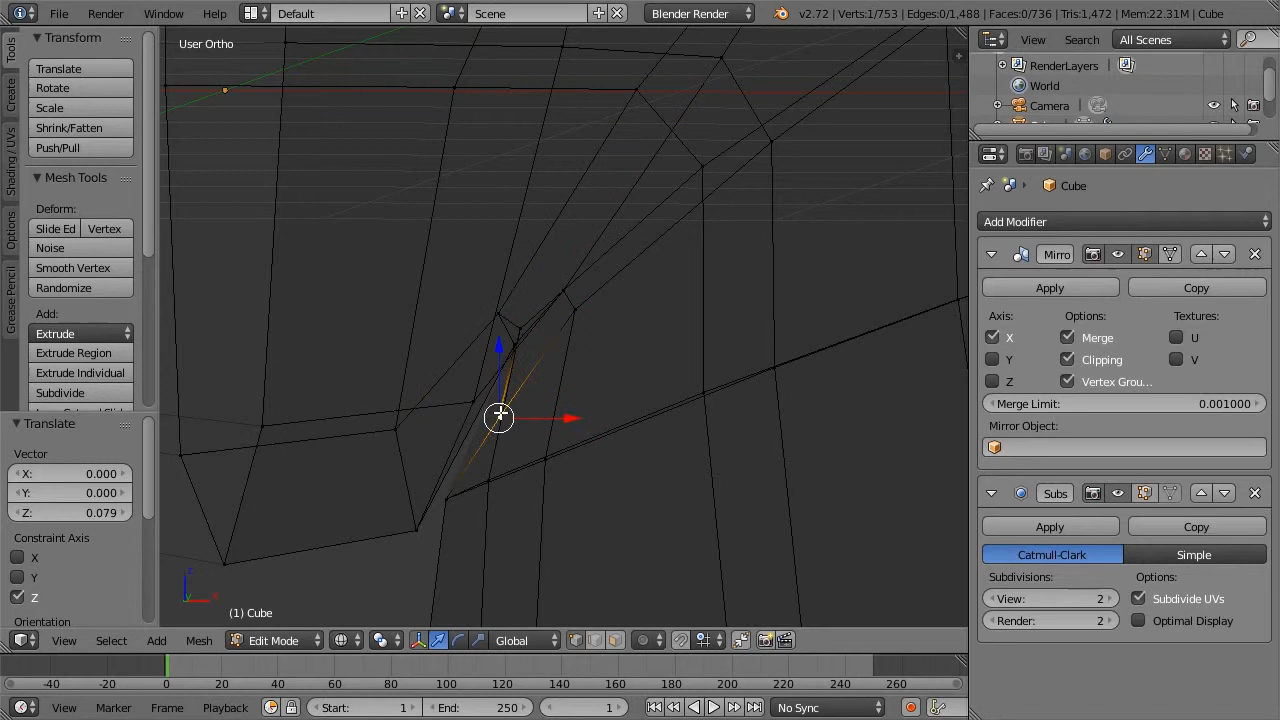 File Render Window Help Default Scene Blender Render v2.72 | Verts:1/753 | Edges:0/1,488 | Faces:0/736 | Tris:1,472 | Mem:22.31M | Cube
Tools
Create
Shading / UVs
Options
Grease Pencil
Transform
Translate
Rotate
Scale
Shrink/Fatten
Push/Pull
Mesh Tools
Deform:
Slide Ed Vertex
Noise
Smooth Vertex
Randomize
Add:
Extrude
Extrude Region
Extrude Individual
Subdivide
Translate
Vector
X: 0.000
Y: 0.000
Z: 0.079
Constraint Axis
X
Y
Z
Orientation
User Ortho
z
x
y
(1) Cube
View Select Add Mesh Edit Mode Global
-40 -20 0 20 40 60 80 100 120 140 160 180 200 220 240 260
View Marker Frame Playback Start: 1 End: 250 1 No Sync
View Search All Scenes
RenderLayers
World
Camera
Cube
Add Modifier
Mirro
Apply Copy
Axis: Options: Textures:
X Merge U
Y Clipping V
Z Vertex Grou...
Merge Limit: 0.001000
Mirror Object:
Subs
Apply Copy
Catmull-Clark Simple
Subdivisions: Options:
View: 2 Subdivide UVs
Render: 2 Optimal Display